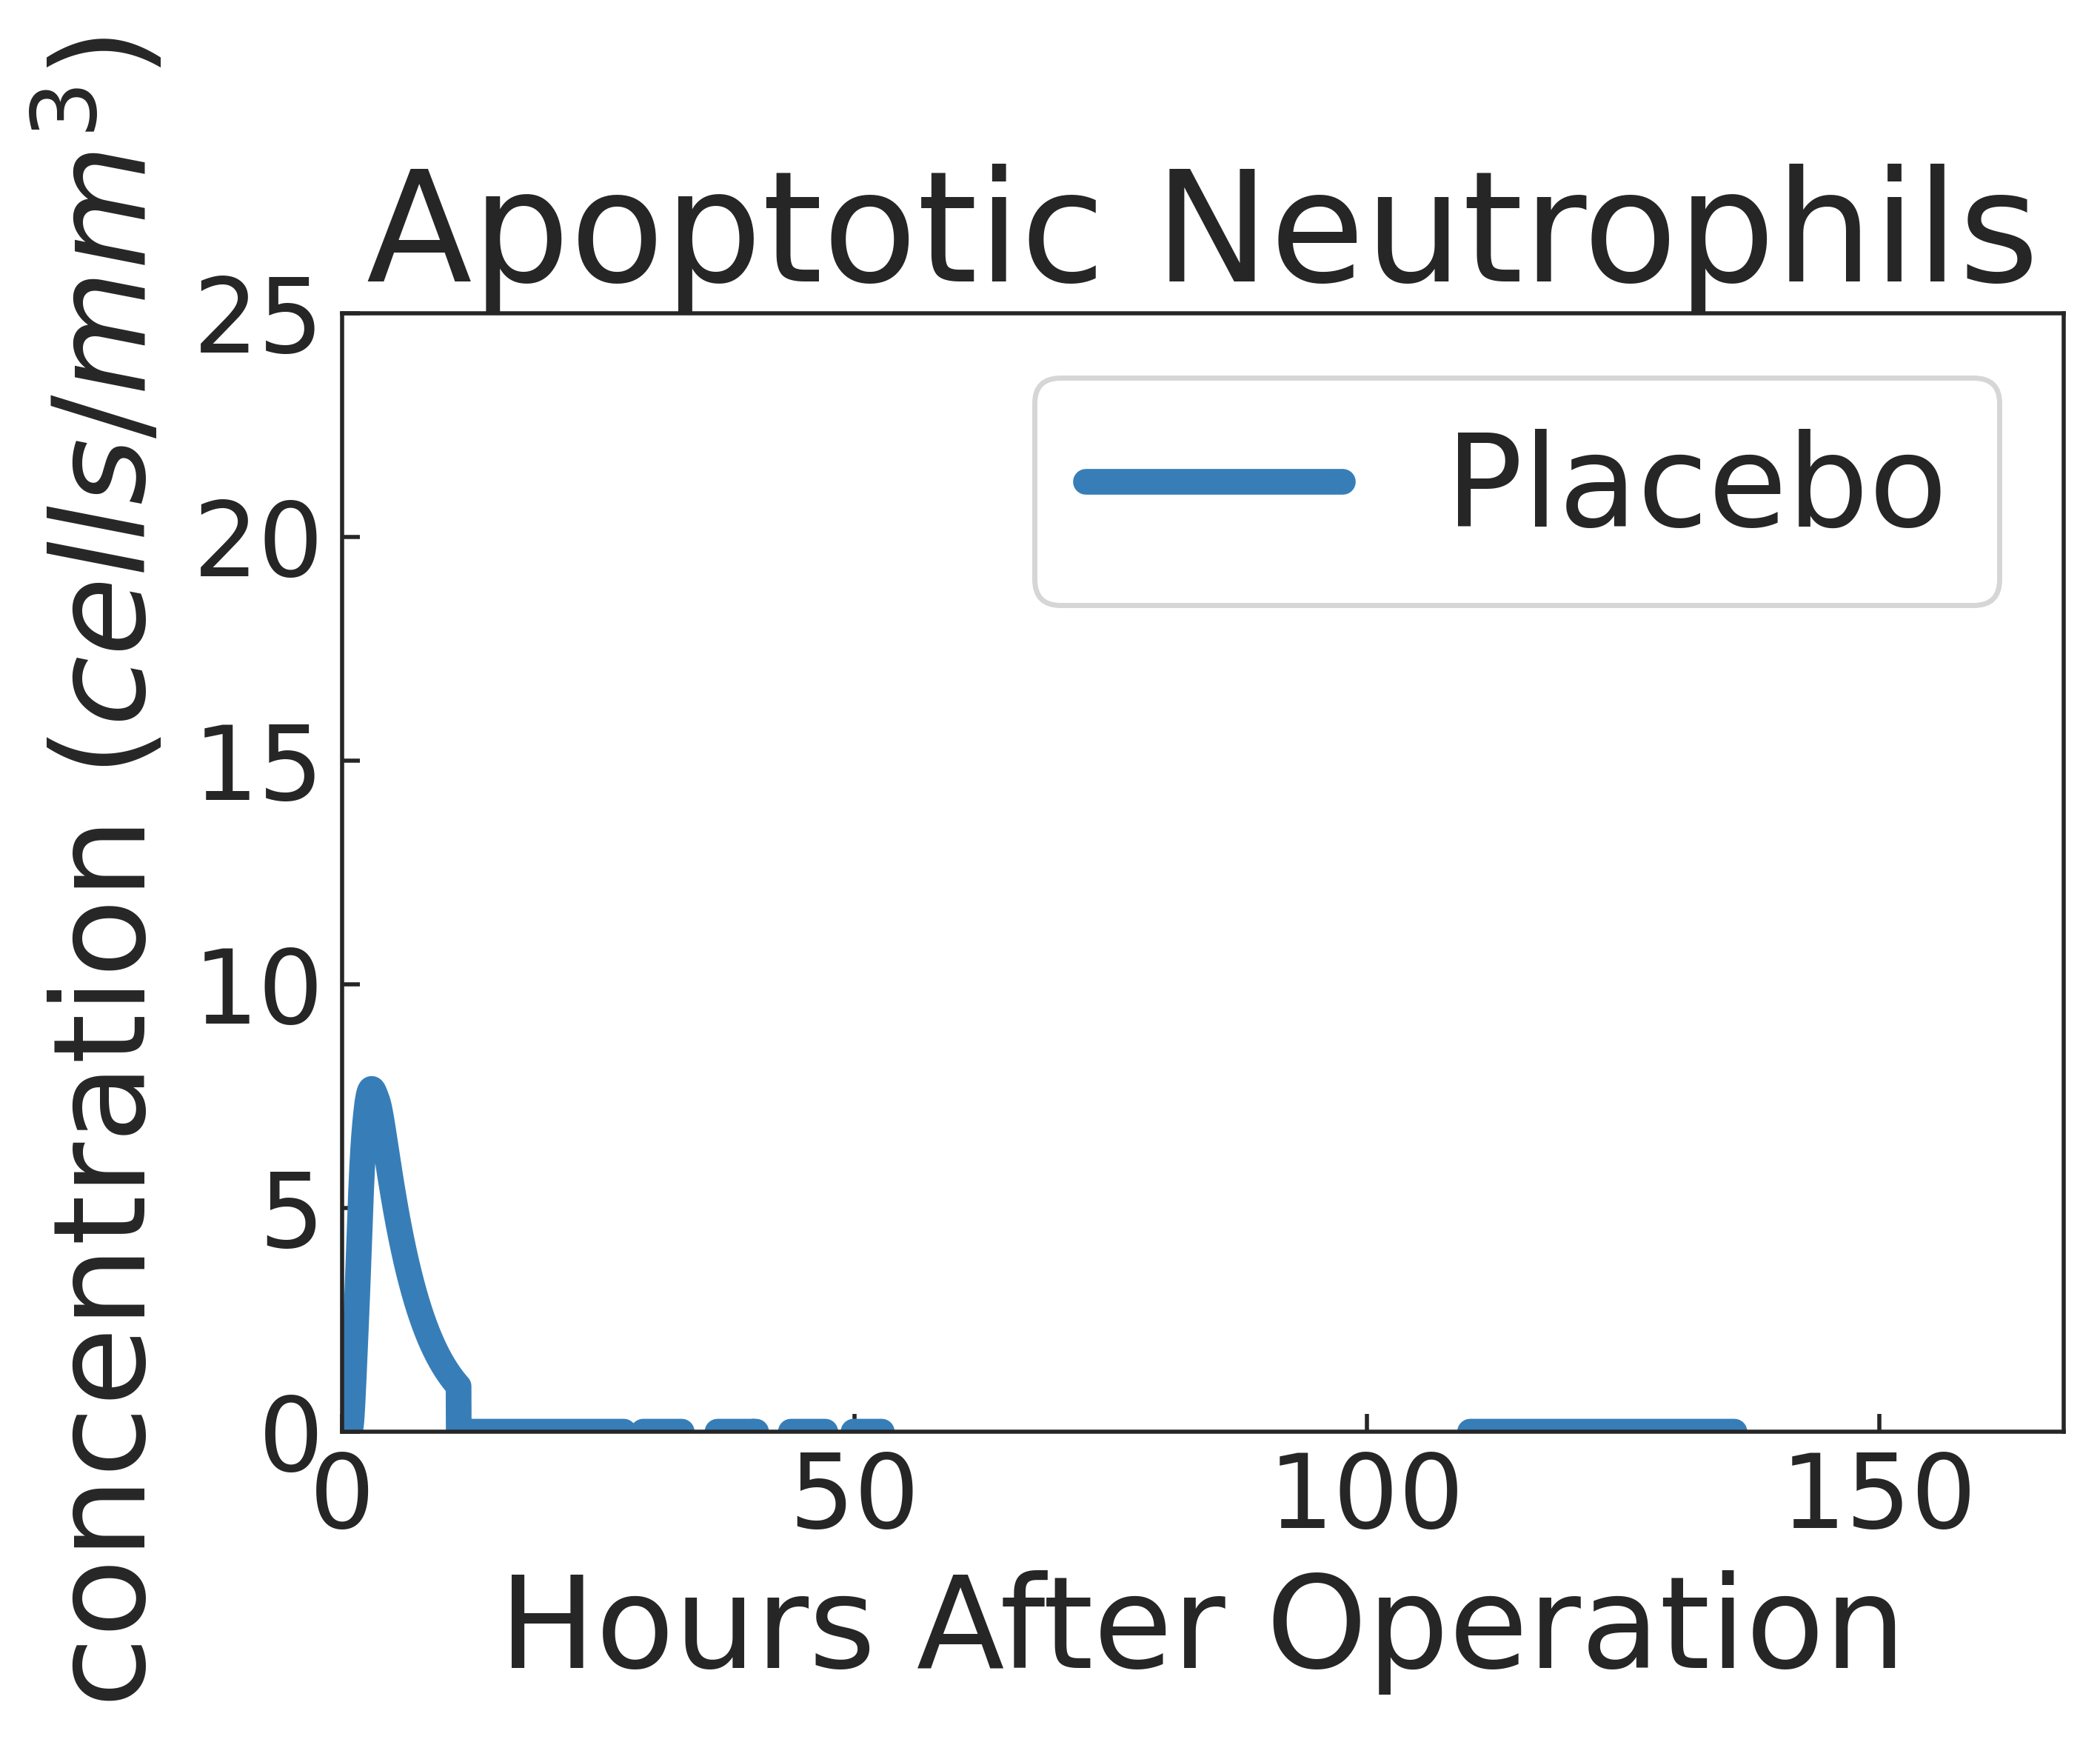 Apoptotic Neutrophils
concentration (cells/mm³)
25
20
15
10
5
0
Placebo
0 50 100 150
Hours After Operation